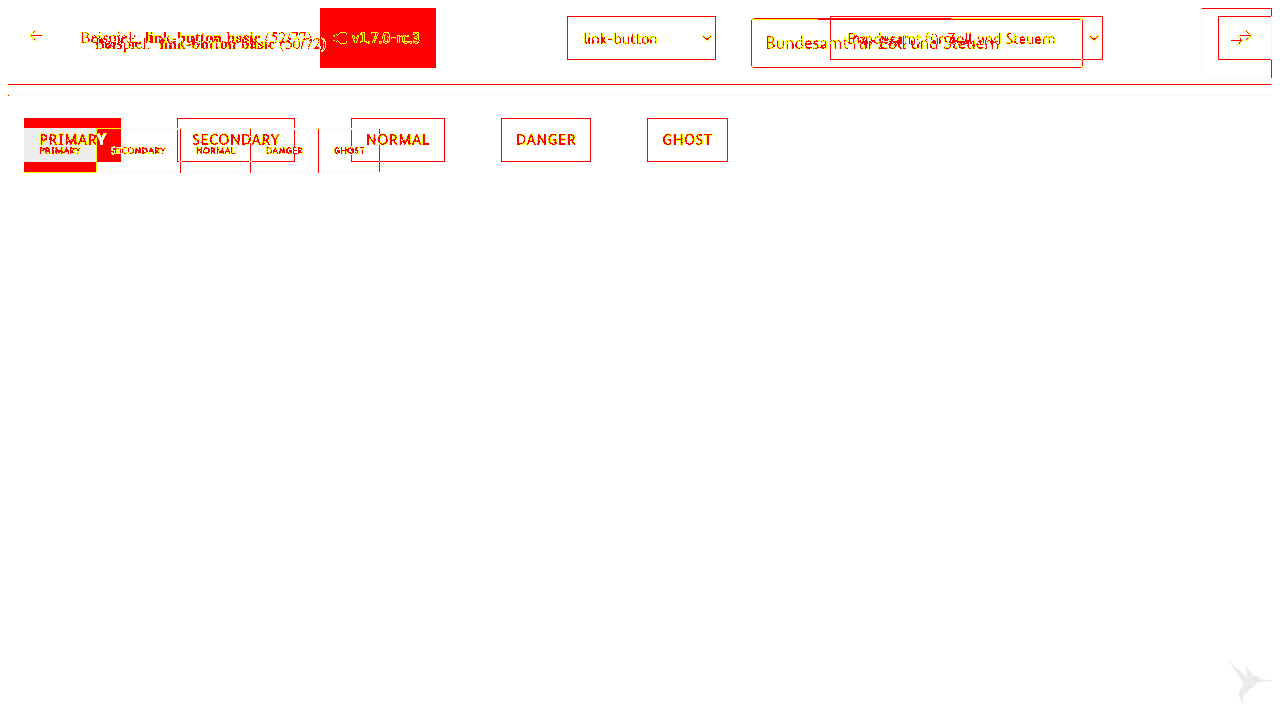 Beispiel: link-button basic (52/77)
Beispiel: link-button basic (50/72)
v1.7.0-rc.3
link-button
Bundesamt für Zoll und Steuern
Bundesamt für Zoll und Steuern
PRIMARY SECONDARY NORMAL DANGER GHOST
PRIMARY SECONDARY NORMAL DANGER GHOST